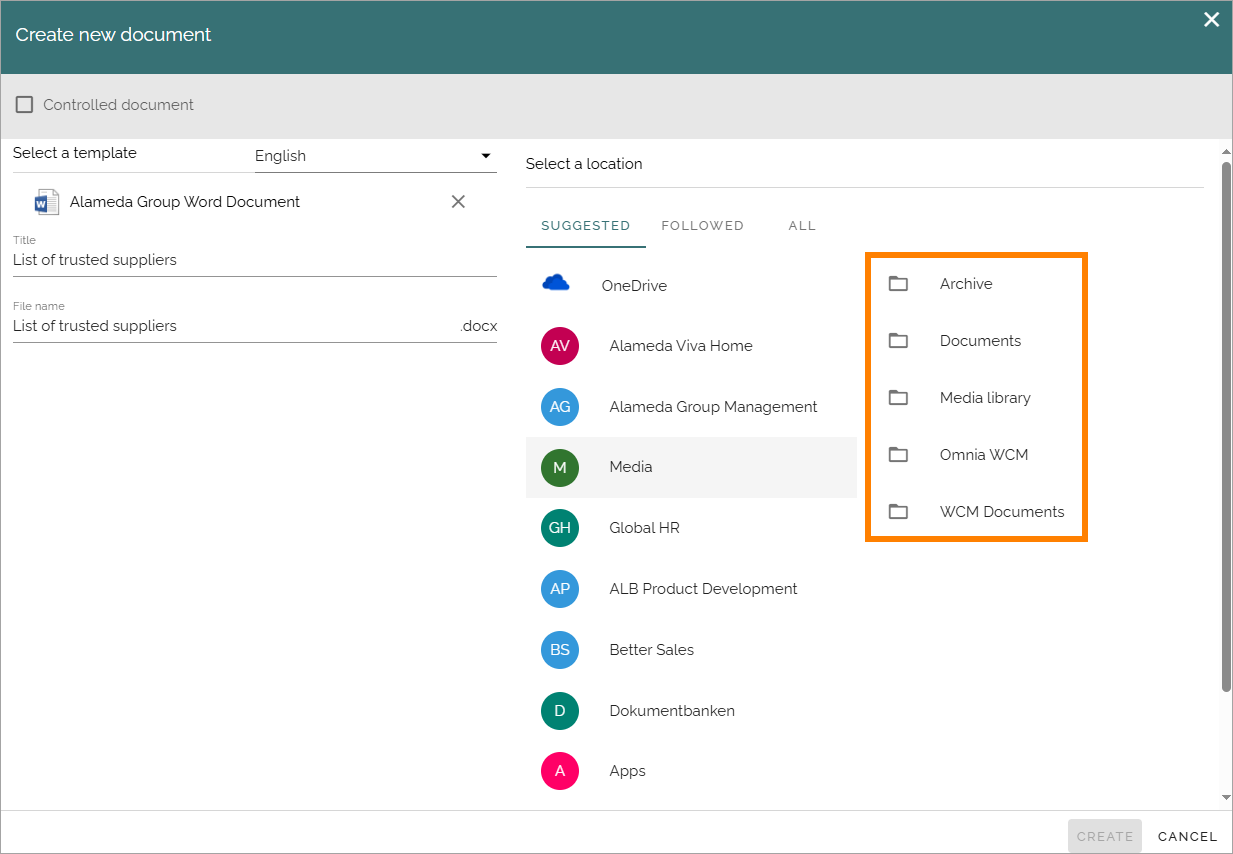 Create new document
Controlled document
Select a template
English
W
Alameda Group Word Document
Title
List of trusted suppliers
File name
List of trusted suppliers
.docx
Select a location
SUGGESTED
FOLLOWED
ALL
OneDrive
AV
Alameda Viva Home
AG
Alameda Group Management
M
Media
GH
Global HR
AP
ALB Product Development
BS
Better Sales
D
Dokumentbanken
A
Apps
Archive
Documents
Media library
Omnia WCM
WCM Documents
CREATE
CANCEL